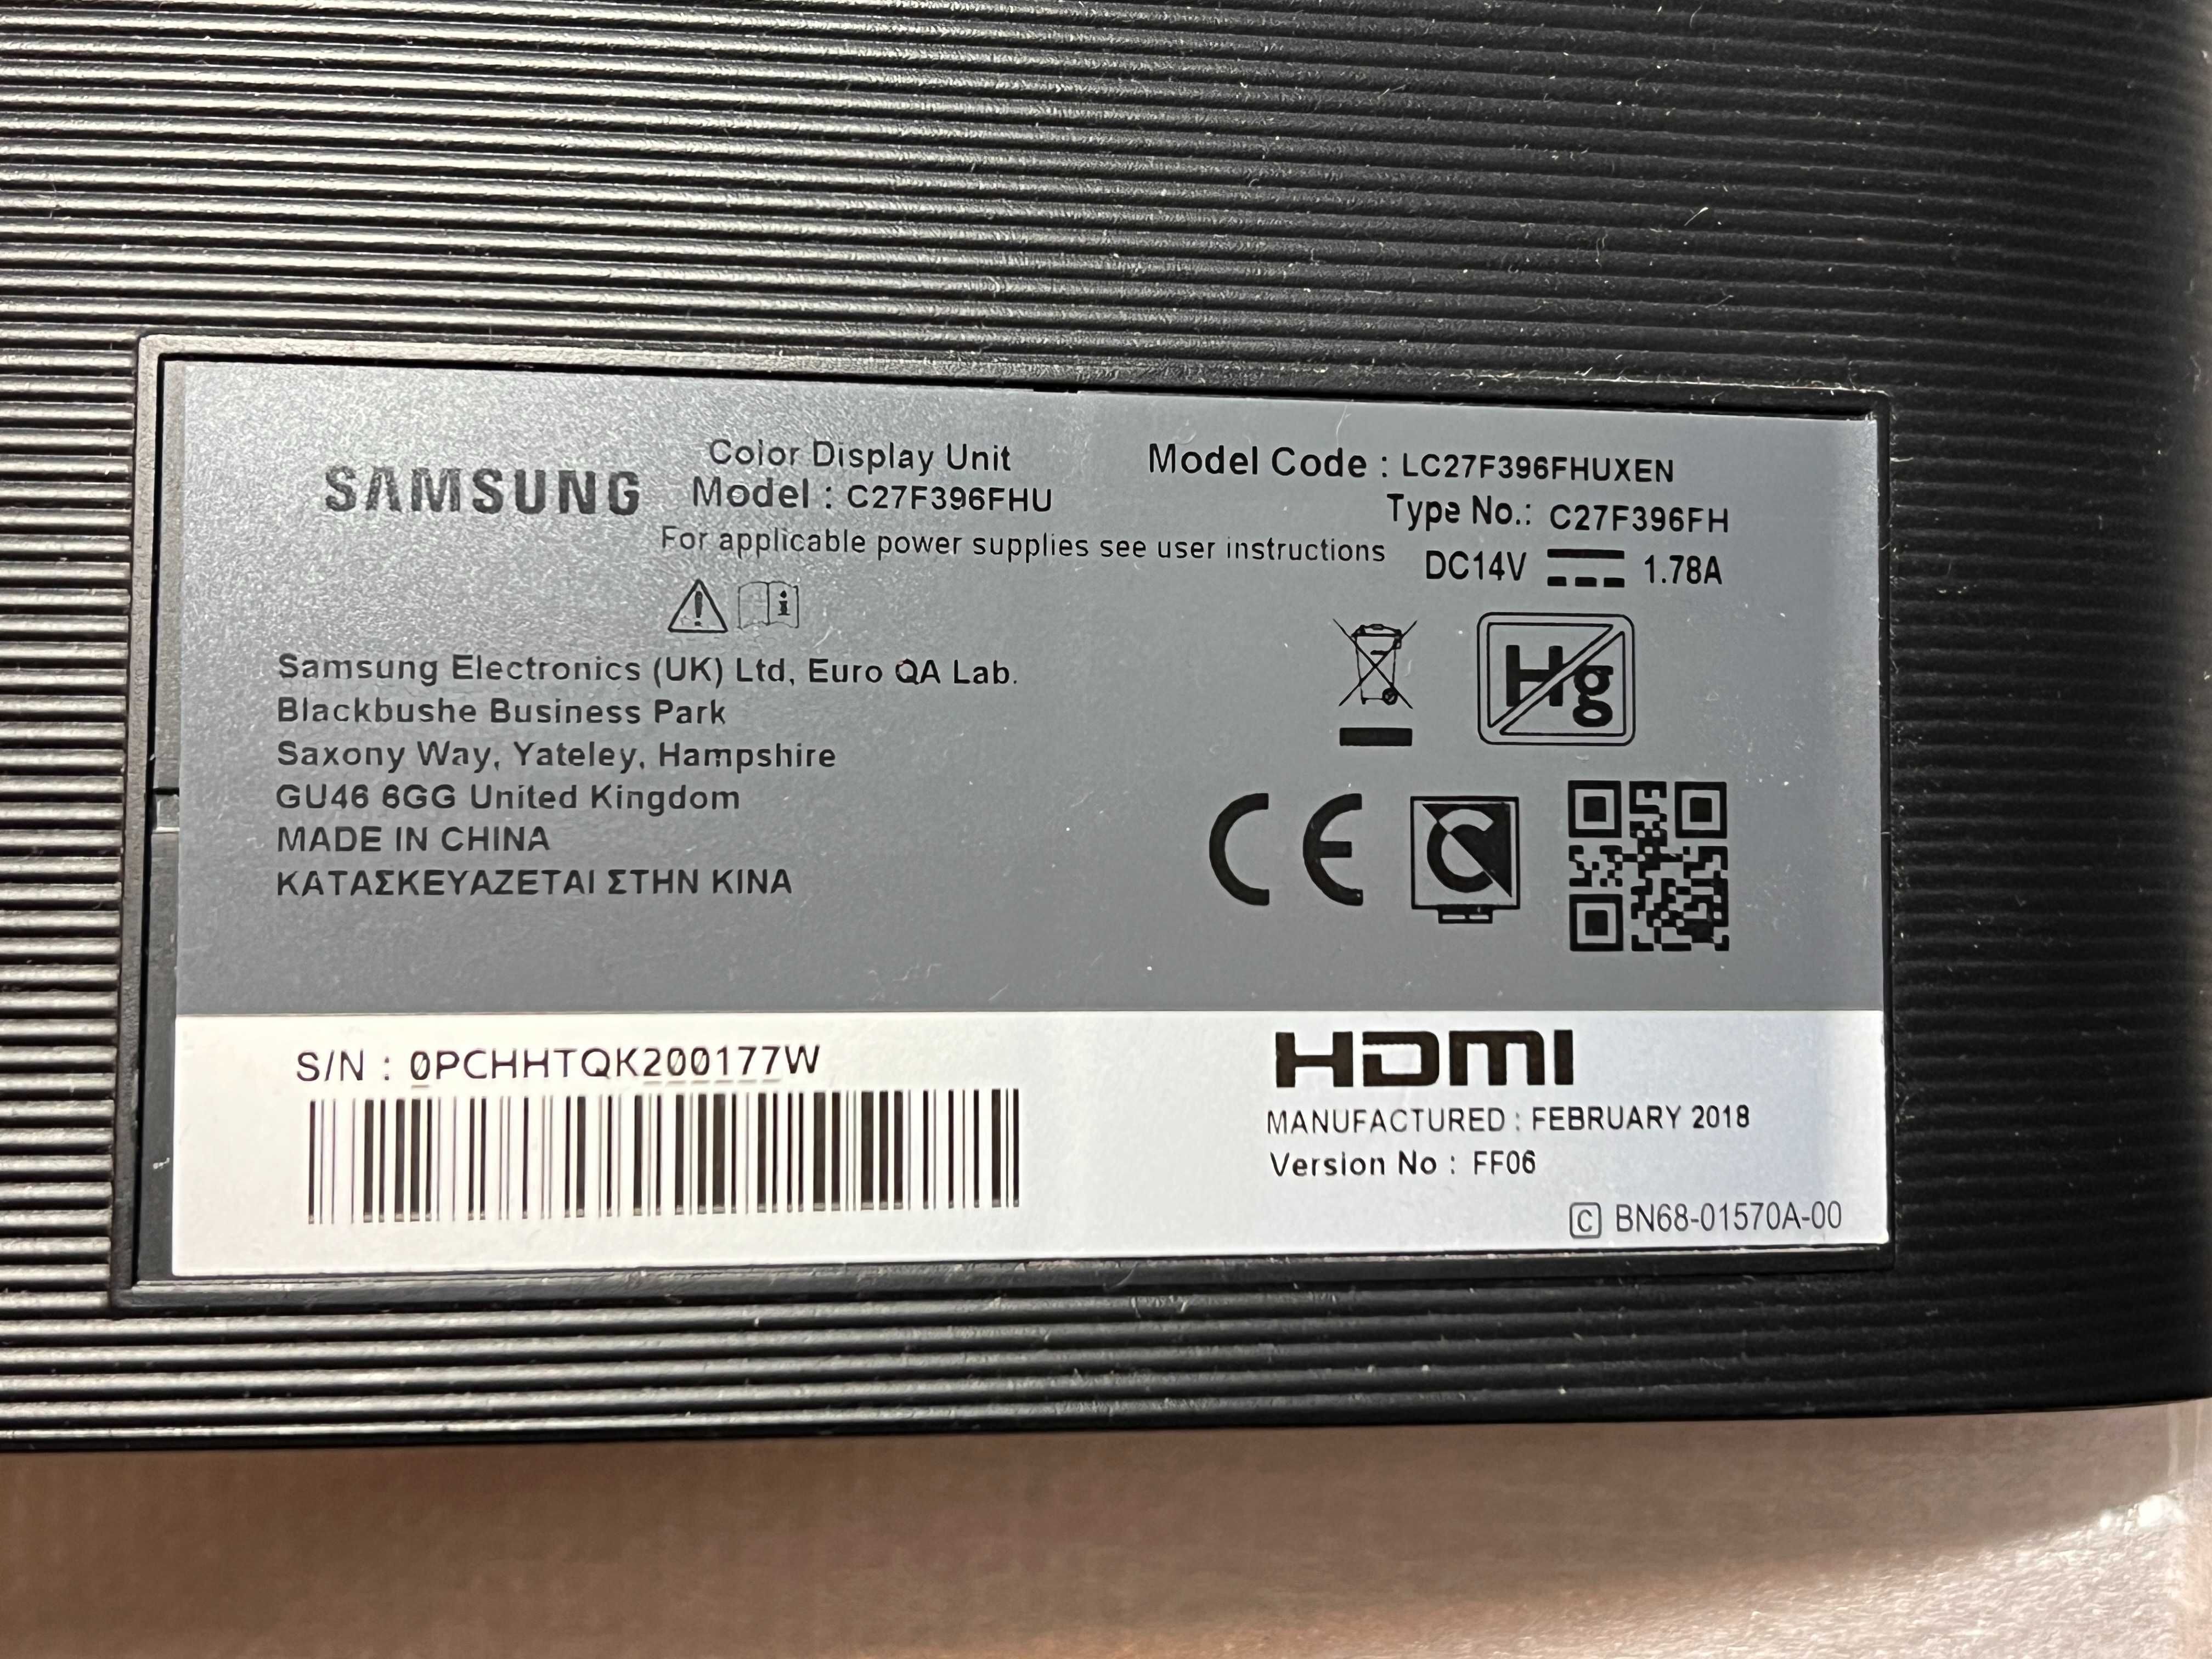 SAMSUNG
Color Display Unit
Model : C27F396FHU
For applicable power supplies see user instructions
Model Code : LC27F396FHUXEN
Type No.: C27F396FH
DC14V 1.78A
Samsung Electronics (UK) Ltd, Euro QA Lab.
Blackbushe Business Park
Saxony Way, Yateley, Hampshire
GU46 6GG United Kingdom
MADE IN CHINA
ΚΑΤΑΣΚΕΥΑΖΕΤΑΙ ΣΤΗΝ ΚΙΝΑ
Hg
CE
C
S/N : 0PCHHTQK200177W
HDMI
MANUFACTURED : FEBRUARY 2018
Version No : FF06
C BN68-01570A-00